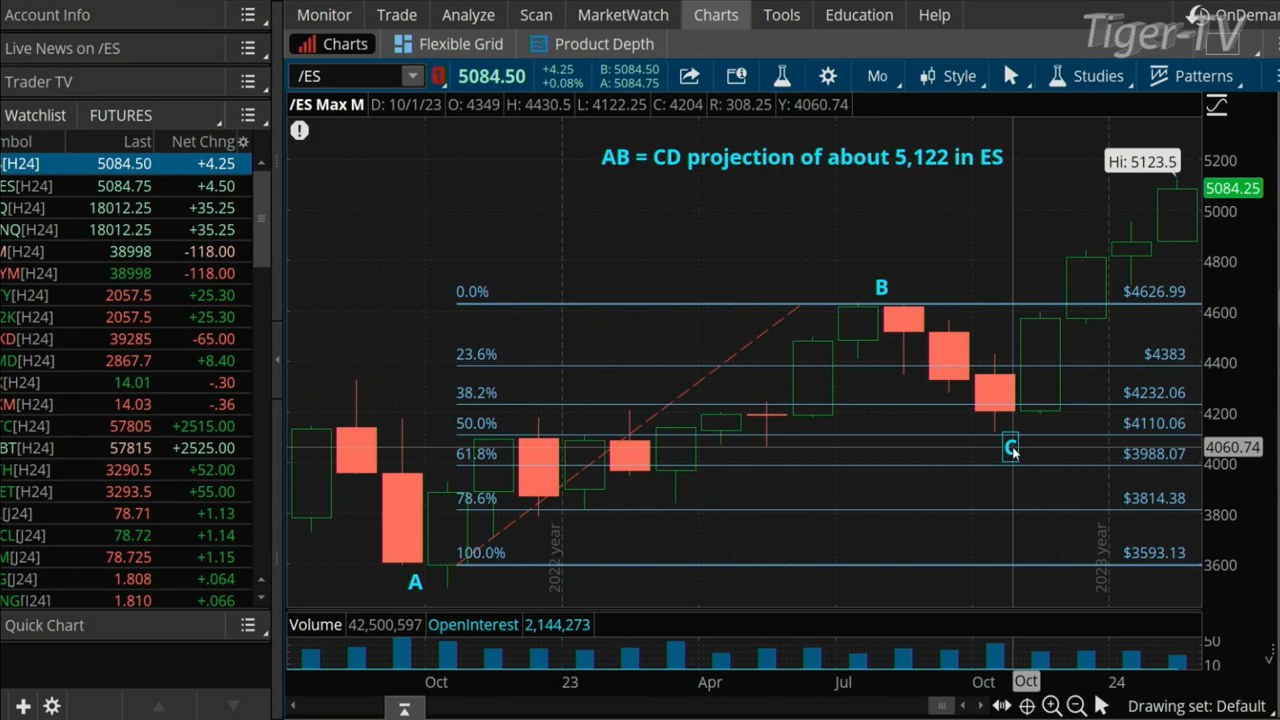 Account Info
Monitor Trade Analyze Scan MarketWatch Charts Tools Education Help OnDeman
Tiger-TV
Live News on /ES
Charts Flexible Grid Product Depth
Trader TV
/ES 1 5084.50 +4.25 +0.08% B: 5084.50 A: 5084.75 Mo Style Studies Patterns
Watchlist FUTURES
/ES Max M D: 10/1/23 O: 4349 H: 4430.5 L: 4122.25 C: 4204 R: 308.25 Y: 4060.74
mbol Last Net Chng
S[H24] 5084.50 +4.25
ES[H24] 5084.75 +4.50
Q[H24] 18012.25 +35.25
NQ[H24] 18012.25 +35.25
M[H24] 38998 -118.00
YM[H24] 38998 -118.00
TY[H24] 2057.5 +25.30
2K[H24] 2057.5 +25.30
KD[H24] 39285 -65.00
MD[H24] 2867.7 +8.40
X[H24] 14.01 -.30
XM[H24] 14.03 -.36
TC[H24] 57805 +2515.00
BT[H24] 57815 +2525.00
TH[H24] 3290.5 +52.00
ET[H24] 3293.5 +55.00
[J24] 78.71 +1.13
CL[J24] 78.72 +1.14
M[J24] 78.725 +1.15
G[J24] 1.808 +.064
NG[J24] 1.810 +.066
Quick Chart
AB = CD projection of about 5,122 in ES
Hi: 5123.5
5200
5084.25
5000
4800
B
0.0% $4626.99
4600
23.6% $4383
4400
38.2% $4232.06
4200
50.0% $4110.06
C
4060.74
61.8% $3988.07
4000
78.6% $3814.38
3800
100.0% $3593.13
3600
2022 year
2023 year
A
Volume 42,500,597 OpenInterest 2,144,273
50
10
Oct 23 Apr Jul Oct Oct 24
Drawing set: Default